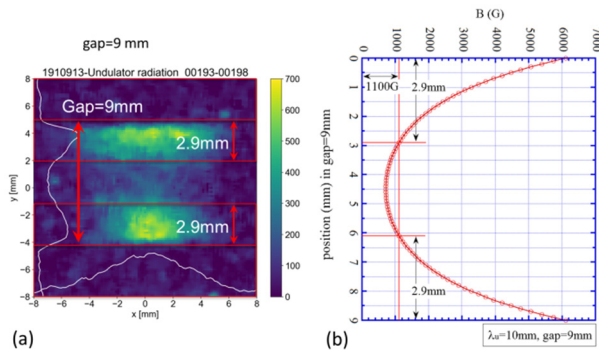 gap=9 mm
1910913-Undulator radiation 00193-00198
Gap=9mm
2.9mm
2.9mm
8
6
4
2
0
−2
−4
−6
−8
y [mm]
−8 −6 −4 −2 0 2 4 6 8
x [mm]
700
600
500
400
300
200
100
0
(a)
B (G)
0 1000 2000 3000 4000 5000 6000 7000
1100G
2.9mm
2.9mm
0
1
2
3
4
5
6
7
8
9
position (mm) in gap=9mm
λu=10mm, gap=9mm
(b)